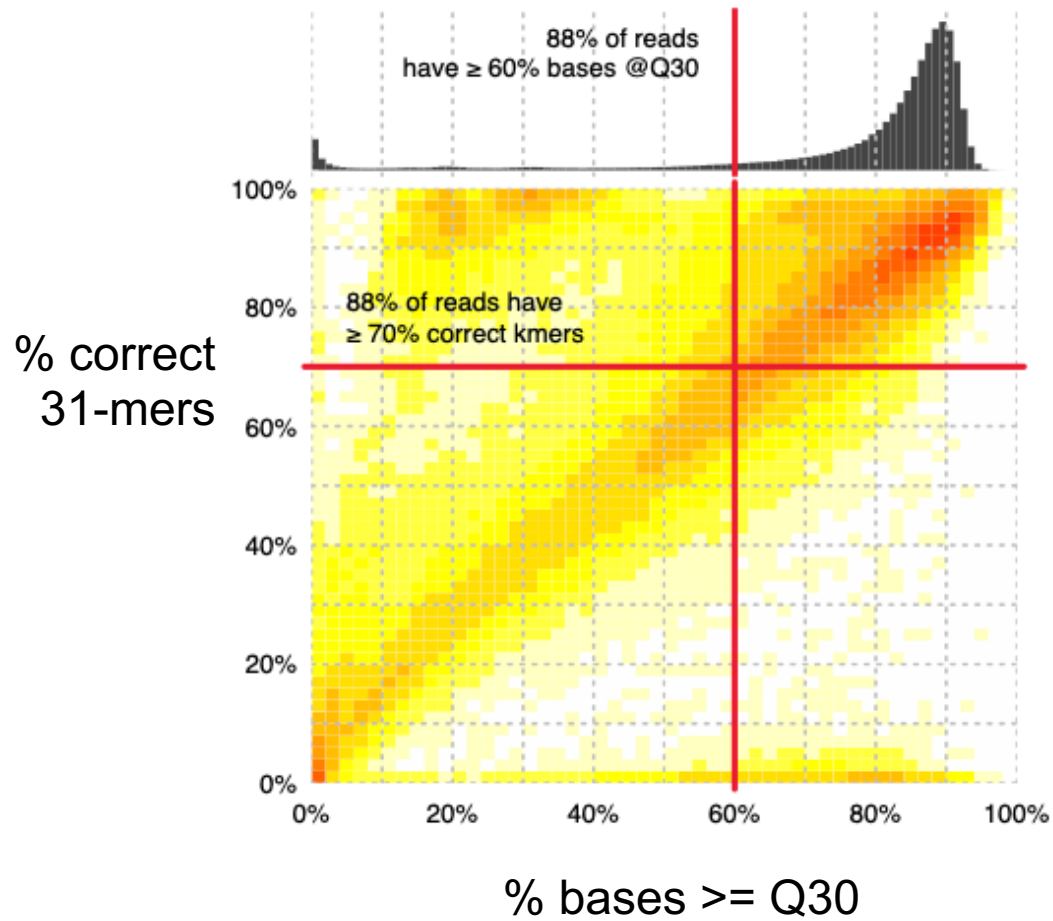 88% of reads
have ≥ 60% bases @Q30
100%
88% of reads have
≥ 70% correct kmers
80%
% correct
31-mers
60%
40%
20%
0%
0% 20% 40% 60% 80% 100%
% bases >= Q30